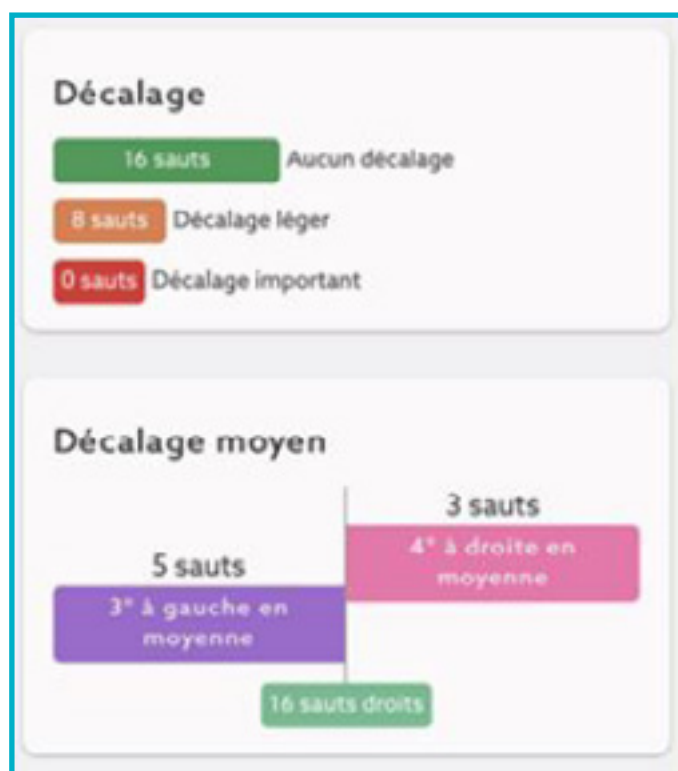 Décalage
16 sauts Aucun décalage
8 sauts Décalage léger
0 sauts Décalage important
Décalage moyen
3 sauts
4° à droite en
moyenne
5 sauts
3° à gauche en
moyenne
16 sauts droits